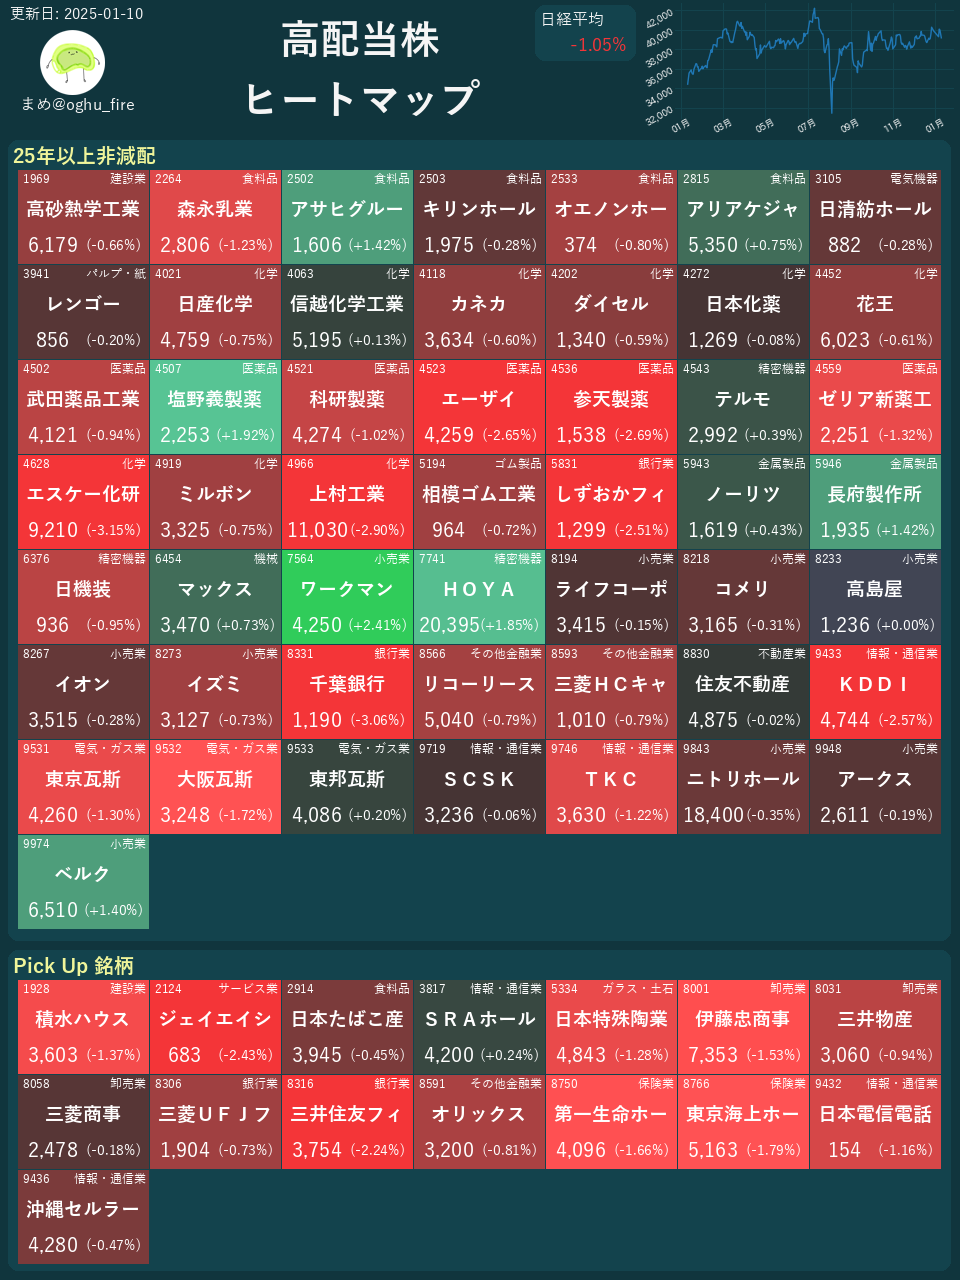 更新日: 2025-01-10
まめ@oghu_fire
高配当株
ヒートマップ
日経平均
-1.05%
42,000
40,000
38,000
36,000
34,000
32,000
01月 03月 05月 07月 09月 11月 01月
25年以上非減配
1969 建設業 2264 食料品 2502 食料品 2503 食料品 2533 食料品 2815 食料品 3105 電気機器
高砂熱学工業 森永乳業 アサヒグルー キリンホール オエノンホー アリアケジャ 日清紡ホール
6,179 (-0.66%) 2,806 (-1.23%) 1,606 (+1.42%) 1,975 (-0.28%) 374 (-0.80%) 5,350 (+0.75%) 882 (-0.28%)
3941 パルプ・紙 4021 化学 4063 化学 4118 化学 4202 化学 4272 化学 4452 化学
レンゴー 日産化学 信越化学工業 カネカ ダイセル 日本化薬 花王
856 (-0.20%) 4,759 (-0.75%) 5,195 (+0.13%) 3,634 (-0.60%) 1,340 (-0.59%) 1,269 (-0.08%) 6,023 (-0.61%)
4502 医薬品 4507 医薬品 4521 医薬品 4523 医薬品 4536 医薬品 4543 精密機器 4559 医薬品
武田薬品工業 塩野義製薬 科研製薬 エーザイ 参天製薬 テルモ ゼリア新薬工
4,121 (-0.94%) 2,253 (+1.92%) 4,274 (-1.02%) 4,259 (-2.65%) 1,538 (-2.69%) 2,992 (+0.39%) 2,251 (-1.32%)
4628 化学 4919 化学 4966 化学 5194 ゴム製品 5831 銀行業 5943 金属製品 5946 金属製品
エスケー化研 ミルボン 上村工業 相模ゴム工業 しずおかフィ ノーリツ 長府製作所
9,210 (-3.15%) 3,325 (-0.75%) 11,030 (-2.90%) 964 (-0.72%) 1,299 (-2.51%) 1,619 (+0.43%) 1,935 (+1.42%)
6376 精密機器 6454 機械 7564 小売業 7741 精密機器 8194 小売業 8218 小売業 8233 小売業
日機装 マックス ワークマン ＨＯＹＡ ライフコーポ コメリ 高島屋
936 (-0.95%) 3,470 (+0.73%) 4,250 (+2.41%) 20,395 (+1.85%) 3,415 (-0.15%) 3,165 (-0.31%) 1,236 (+0.00%)
8267 小売業 8273 小売業 8331 銀行業 8566 その他金融業 8593 その他金融業 8830 不動産業 9433 情報・通信業
イオン イズミ 千葉銀行 リコーリース 三菱ＨＣキャ 住友不動産 ＫＤＤＩ
3,515 (-0.28%) 3,127 (-0.73%) 1,190 (-3.06%) 5,040 (-0.79%) 1,010 (-0.79%) 4,875 (-0.02%) 4,744 (-2.57%)
9531 電気・ガス業 9532 電気・ガス業 9533 電気・ガス業 9719 情報・通信業 9746 情報・通信業 9843 小売業 9948 小売業
東京瓦斯 大阪瓦斯 東邦瓦斯 ＳＣＳＫ ＴＫＣ ニトリホール アークス
4,260 (-1.30%) 3,248 (-1.72%) 4,086 (+0.20%) 3,236 (-0.06%) 3,630 (-1.22%) 18,400 (-0.35%) 2,611 (-0.19%)
9974 小売業
ベルク
6,510 (+1.40%)
Pick Up 銘柄
1928 建設業 2124 サービス業 2914 食料品 3817 情報・通信業 5334 ガラス・土石 8001 卸売業 8031 卸売業
積水ハウス ジェイエイシ 日本たばこ産 ＳＲＡホール 日本特殊陶業 伊藤忠商事 三井物産
3,603 (-1.37%) 683 (-2.43%) 3,945 (-0.45%) 4,200 (+0.24%) 4,843 (-1.28%) 7,353 (-1.53%) 3,060 (-0.94%)
8058 卸売業 8306 銀行業 8316 銀行業 8591 その他金融業 8750 保険業 8766 保険業 9432 情報・通信業
三菱商事 三菱ＵＦＪフ 三井住友フィ オリックス 第一生命ホー 東京海上ホー 日本電信電話
2,478 (-0.18%) 1,904 (-0.73%) 3,754 (-2.24%) 3,200 (-0.81%) 4,096 (-1.66%) 5,163 (-1.79%) 154 (-1.16%)
9436 情報・通信業
沖縄セルラー
4,280 (-0.47%)